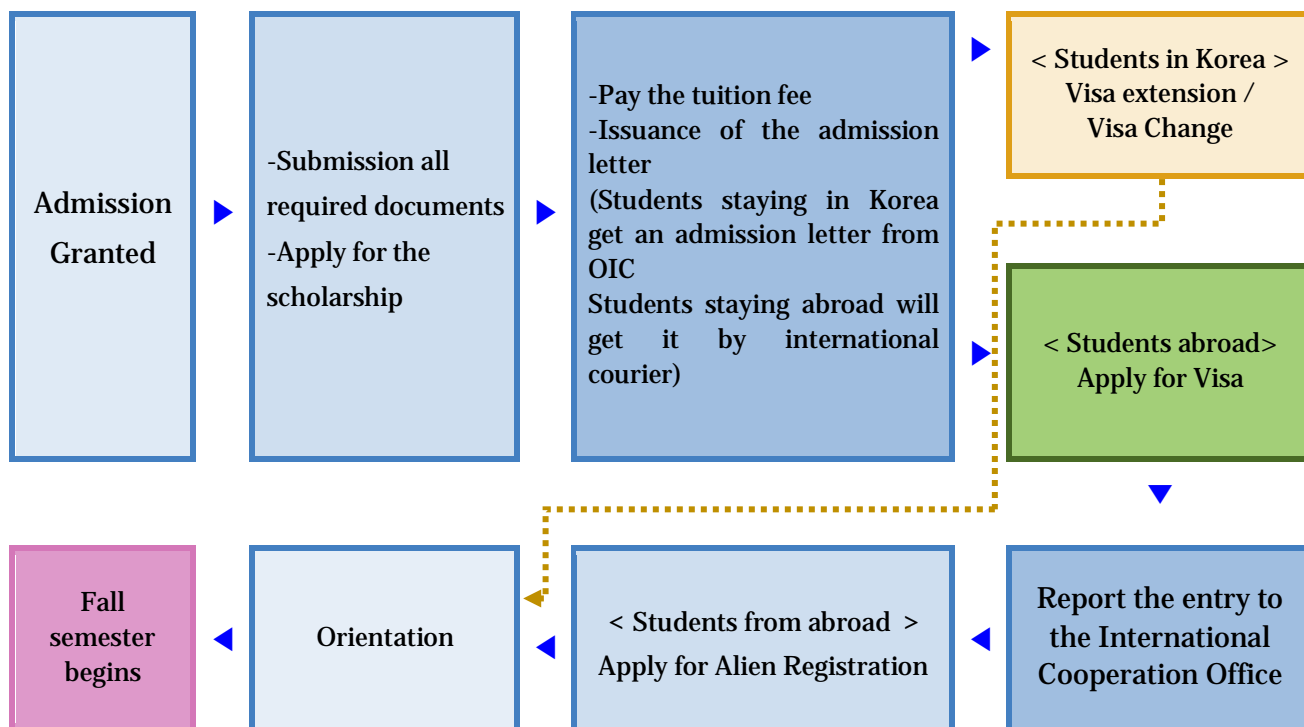 Admission
Granted
-Submission all
required documents
-Apply for the
scholarship
-Pay the tuition fee
-Issuance of the admission
letter
(Students staying in Korea
get an admission letter from
OIC
Students staying abroad will
get it by international
courier)
< Students in Korea >
Visa extension /
Visa Change
< Students abroad>
Apply for Visa
Report the entry to
the International
Cooperation Office
< Students from abroad >
Apply for Alien Registration
Orientation
Fall
semester
begins